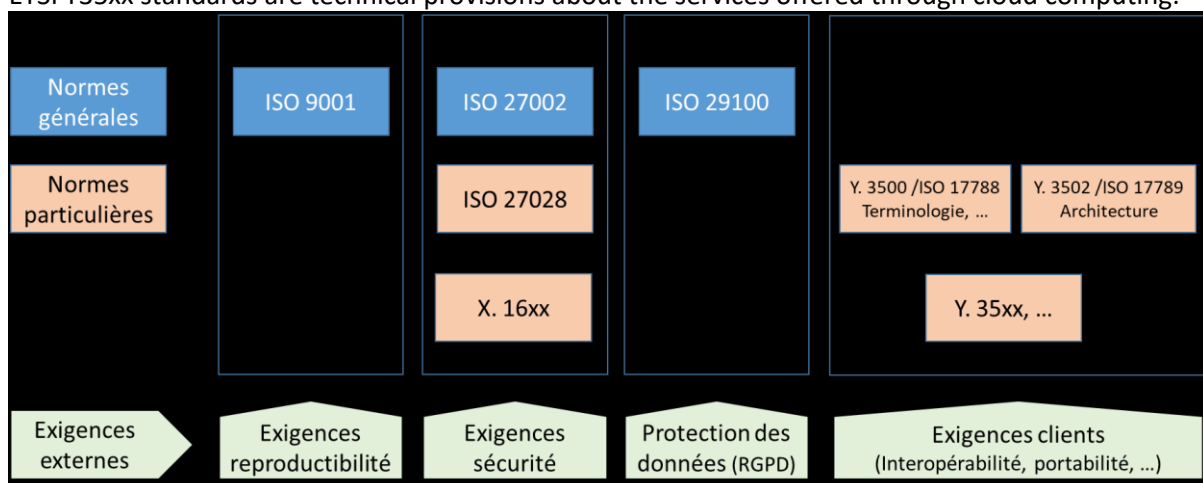 ETSI Y35xx standards are technical provisions about the services offered through cloud computing.
Normes
générales
ISO 9001
ISO 27002
ISO 29100
Normes
particulières
ISO 27028
Y. 3500 /ISO 17788
Terminologie, ...
Y. 3502 /ISO 17789
Architecture
X. 16xx
Y. 35xx, ...
Exigences
externes
Exigences
reproductibilité
Exigences
sécurité
Protection des
données (RGPD)
Exigences clients
(Interopérabilité, portabilité, ...)